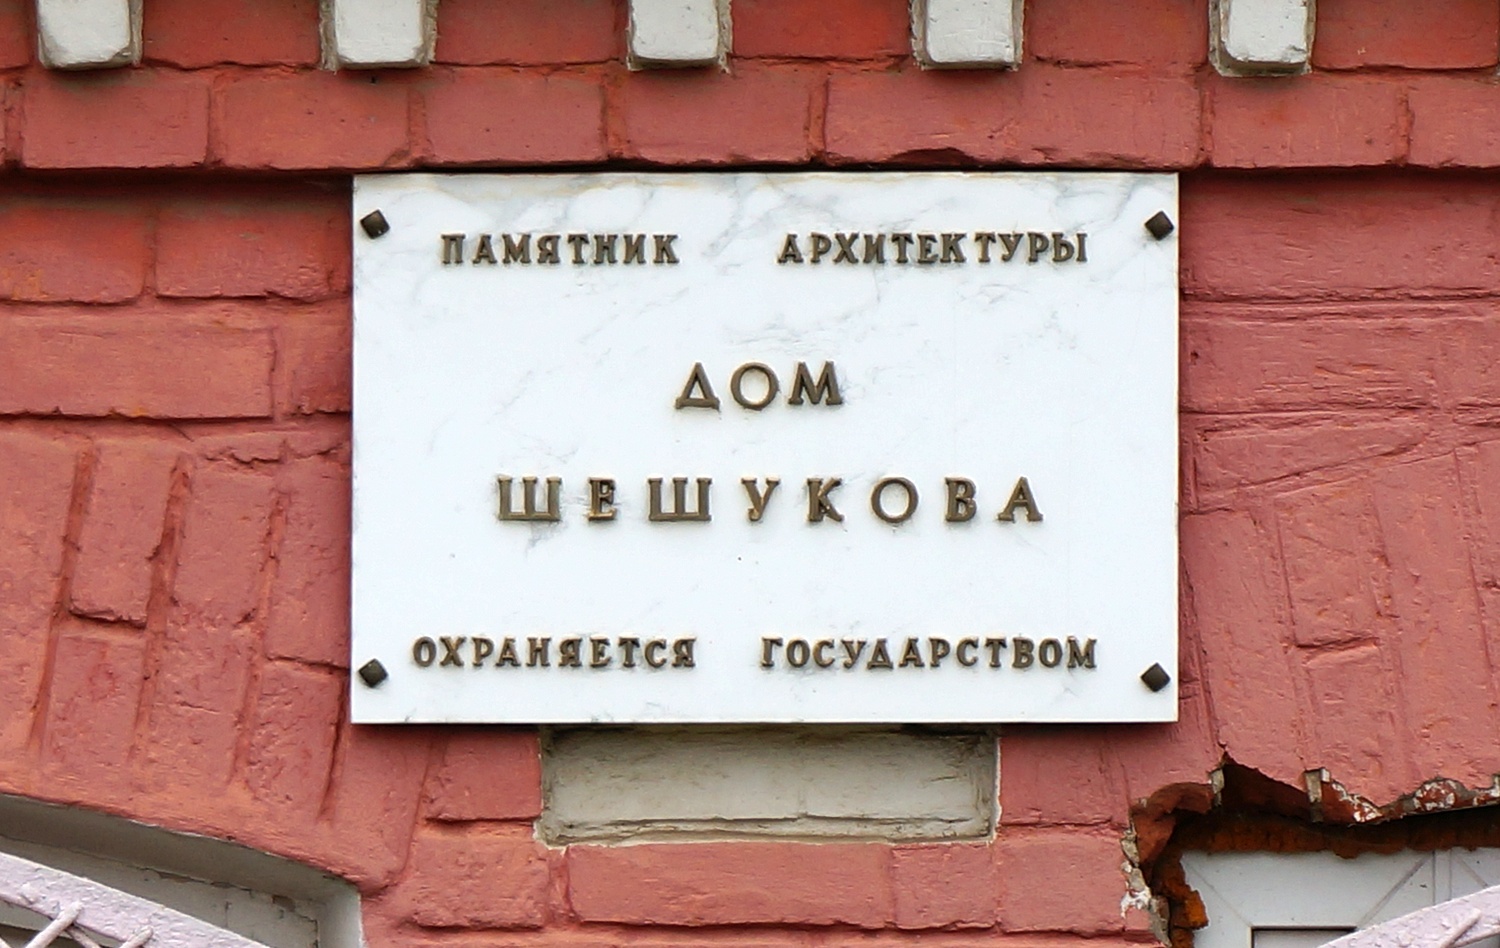 ПАМЯТНИК АРХИТЕКТУРЫ
ДОМ
ШЕШУКОВА
ОХРАНЯЕТСЯ ГОСУДАРСТВОМ